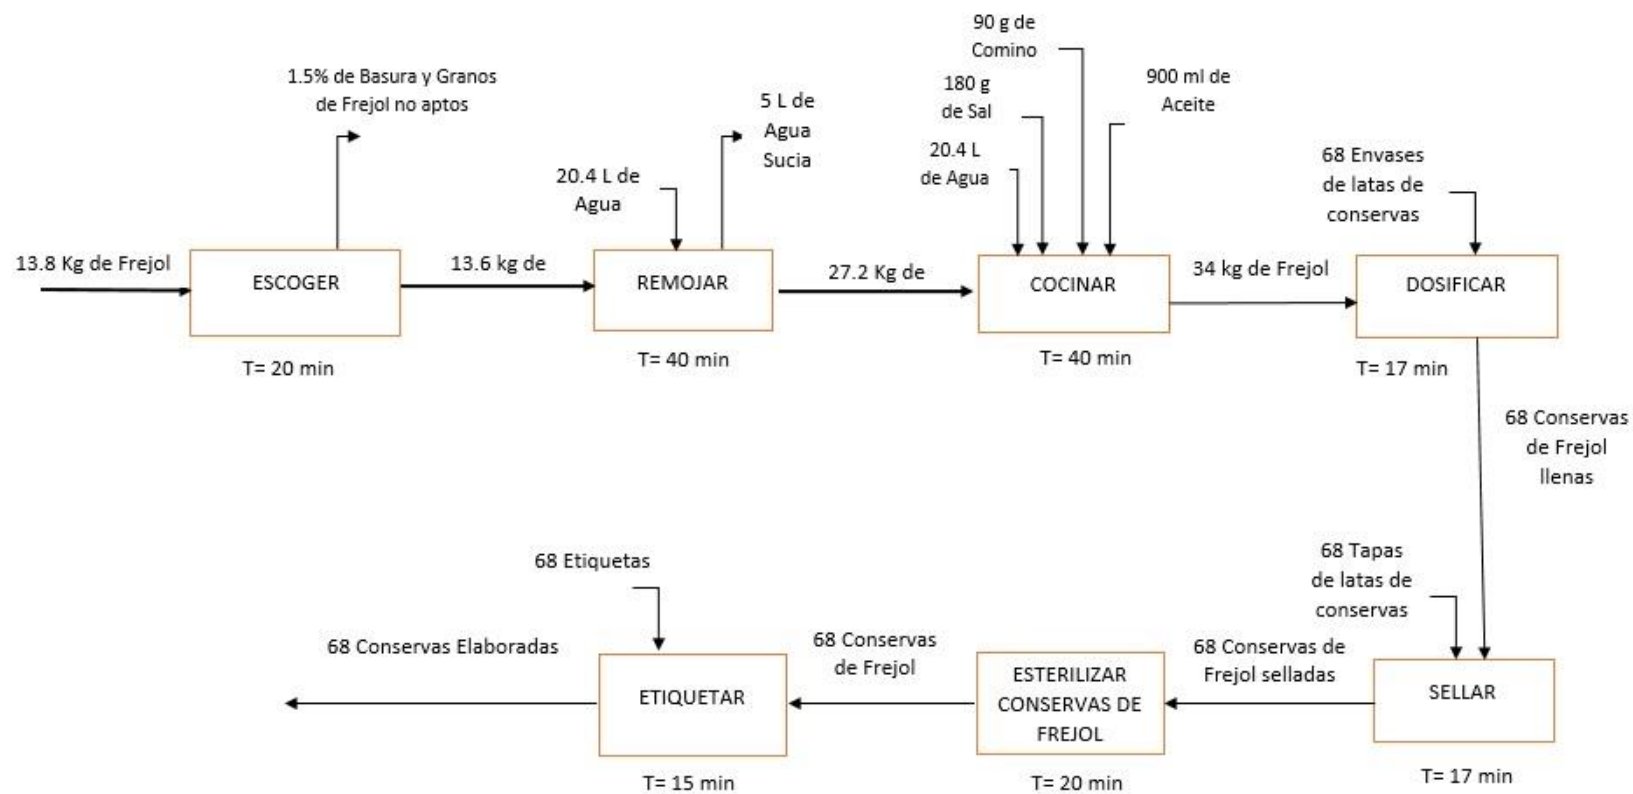 13.8 Kg de Frejol
1.5% de Basura y Granos
de Frejol no aptos
ESCOGER
T= 20 min
13.6 kg de
20.4 L de
Agua
5 L de
Agua
Sucia
REMOJAR
T= 40 min
27.2 Kg de
20.4 L
de Agua
180 g
de Sal
90 g de
Comino
900 ml de
Aceite
COCINAR
T= 40 min
34 kg de Frejol
68 Envases
de latas de
conservas
DOSIFICAR
T= 17 min
68 Conservas
de Frejol
llenas
68 Tapas
de latas de
conservas
SELLAR
T= 17 min
68 Conservas de
Frejol selladas
ESTERILIZAR
CONSERVAS DE
FREJOL
T= 20 min
68 Conservas
de Frejol
68 Etiquetas
ETIQUETAR
T= 15 min
68 Conservas Elaboradas